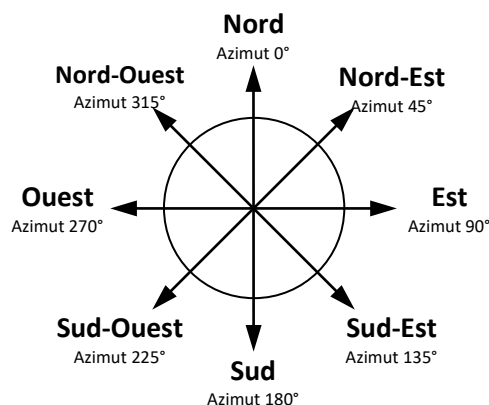 Nord
Azimut 0°
Nord-Ouest
Azimut 315°
Nord-Est
Azimut 45°
Ouest
Azimut 270°
Est
Azimut 90°
Sud-Ouest
Azimut 225°
Sud-Est
Azimut 135°
Sud
Azimut 180°